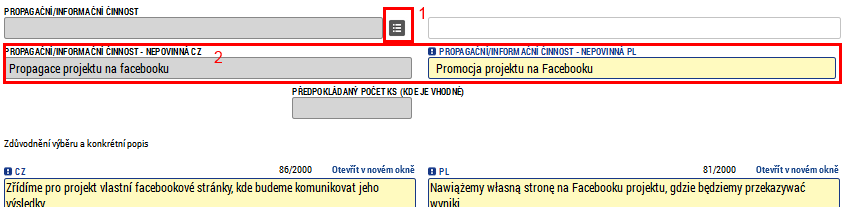 PROPAGAČNÍ/INFORMAČNÍ ČINNOST
1
PROPAGAČNÍ/INFORMAČNÍ ČINNOST - NEPOVINNÁ CZ
2
PROPAGAČNÍ/INFORMAČNÍ ČINNOST - NEPOVINNÁ PL
Propagace projektu na facebooku
Promocja projektu na Facebooku
PŘEDPOKLÁDANÝ POČET KS (KDE JE VHODNÉ)
Zdůvodnění výběru a konkrétní popis
CZ 86/2000 Otevřít v novém okně
PL 81/2000 Otevřít v novém okně
Zřídíme pro projekt vlastní facebookové stránky, kde budeme komunikovat jeho
výsledky
Nawiążemy własną stronę na Facebooku projektu, gdzie będziemy przekazywać
wyniki